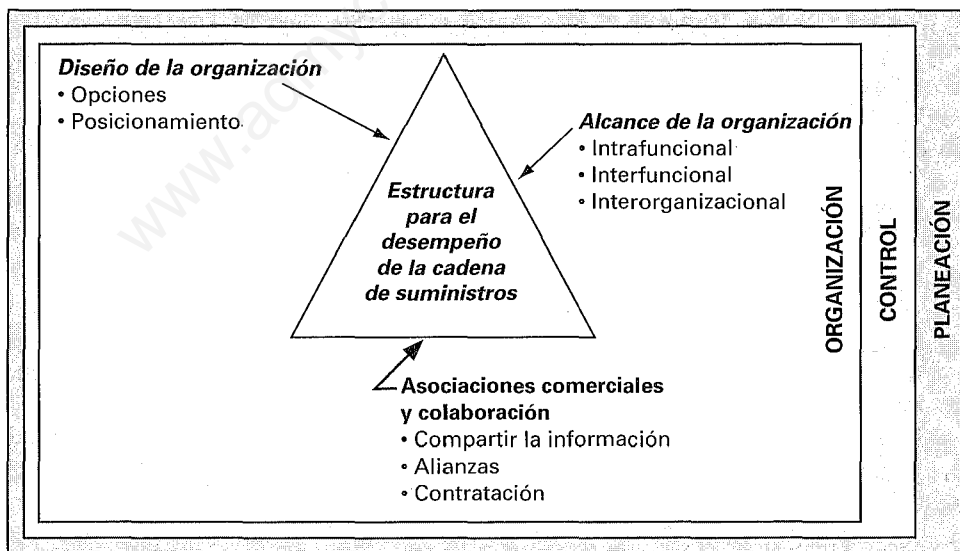 Diseño de la organización
• Opciones
• Posicionamiento
Alcance de la organización
• Intrafuncional
• Interfuncional
• Interorganizacional
Estructura
para el
desempeño
de la cadena
de suministros
Asociaciones comerciales
y colaboración
• Compartir la información
• Alianzas
• Contratación
ORGANIZACIÓN
CONTROL
PLANEACIÓN